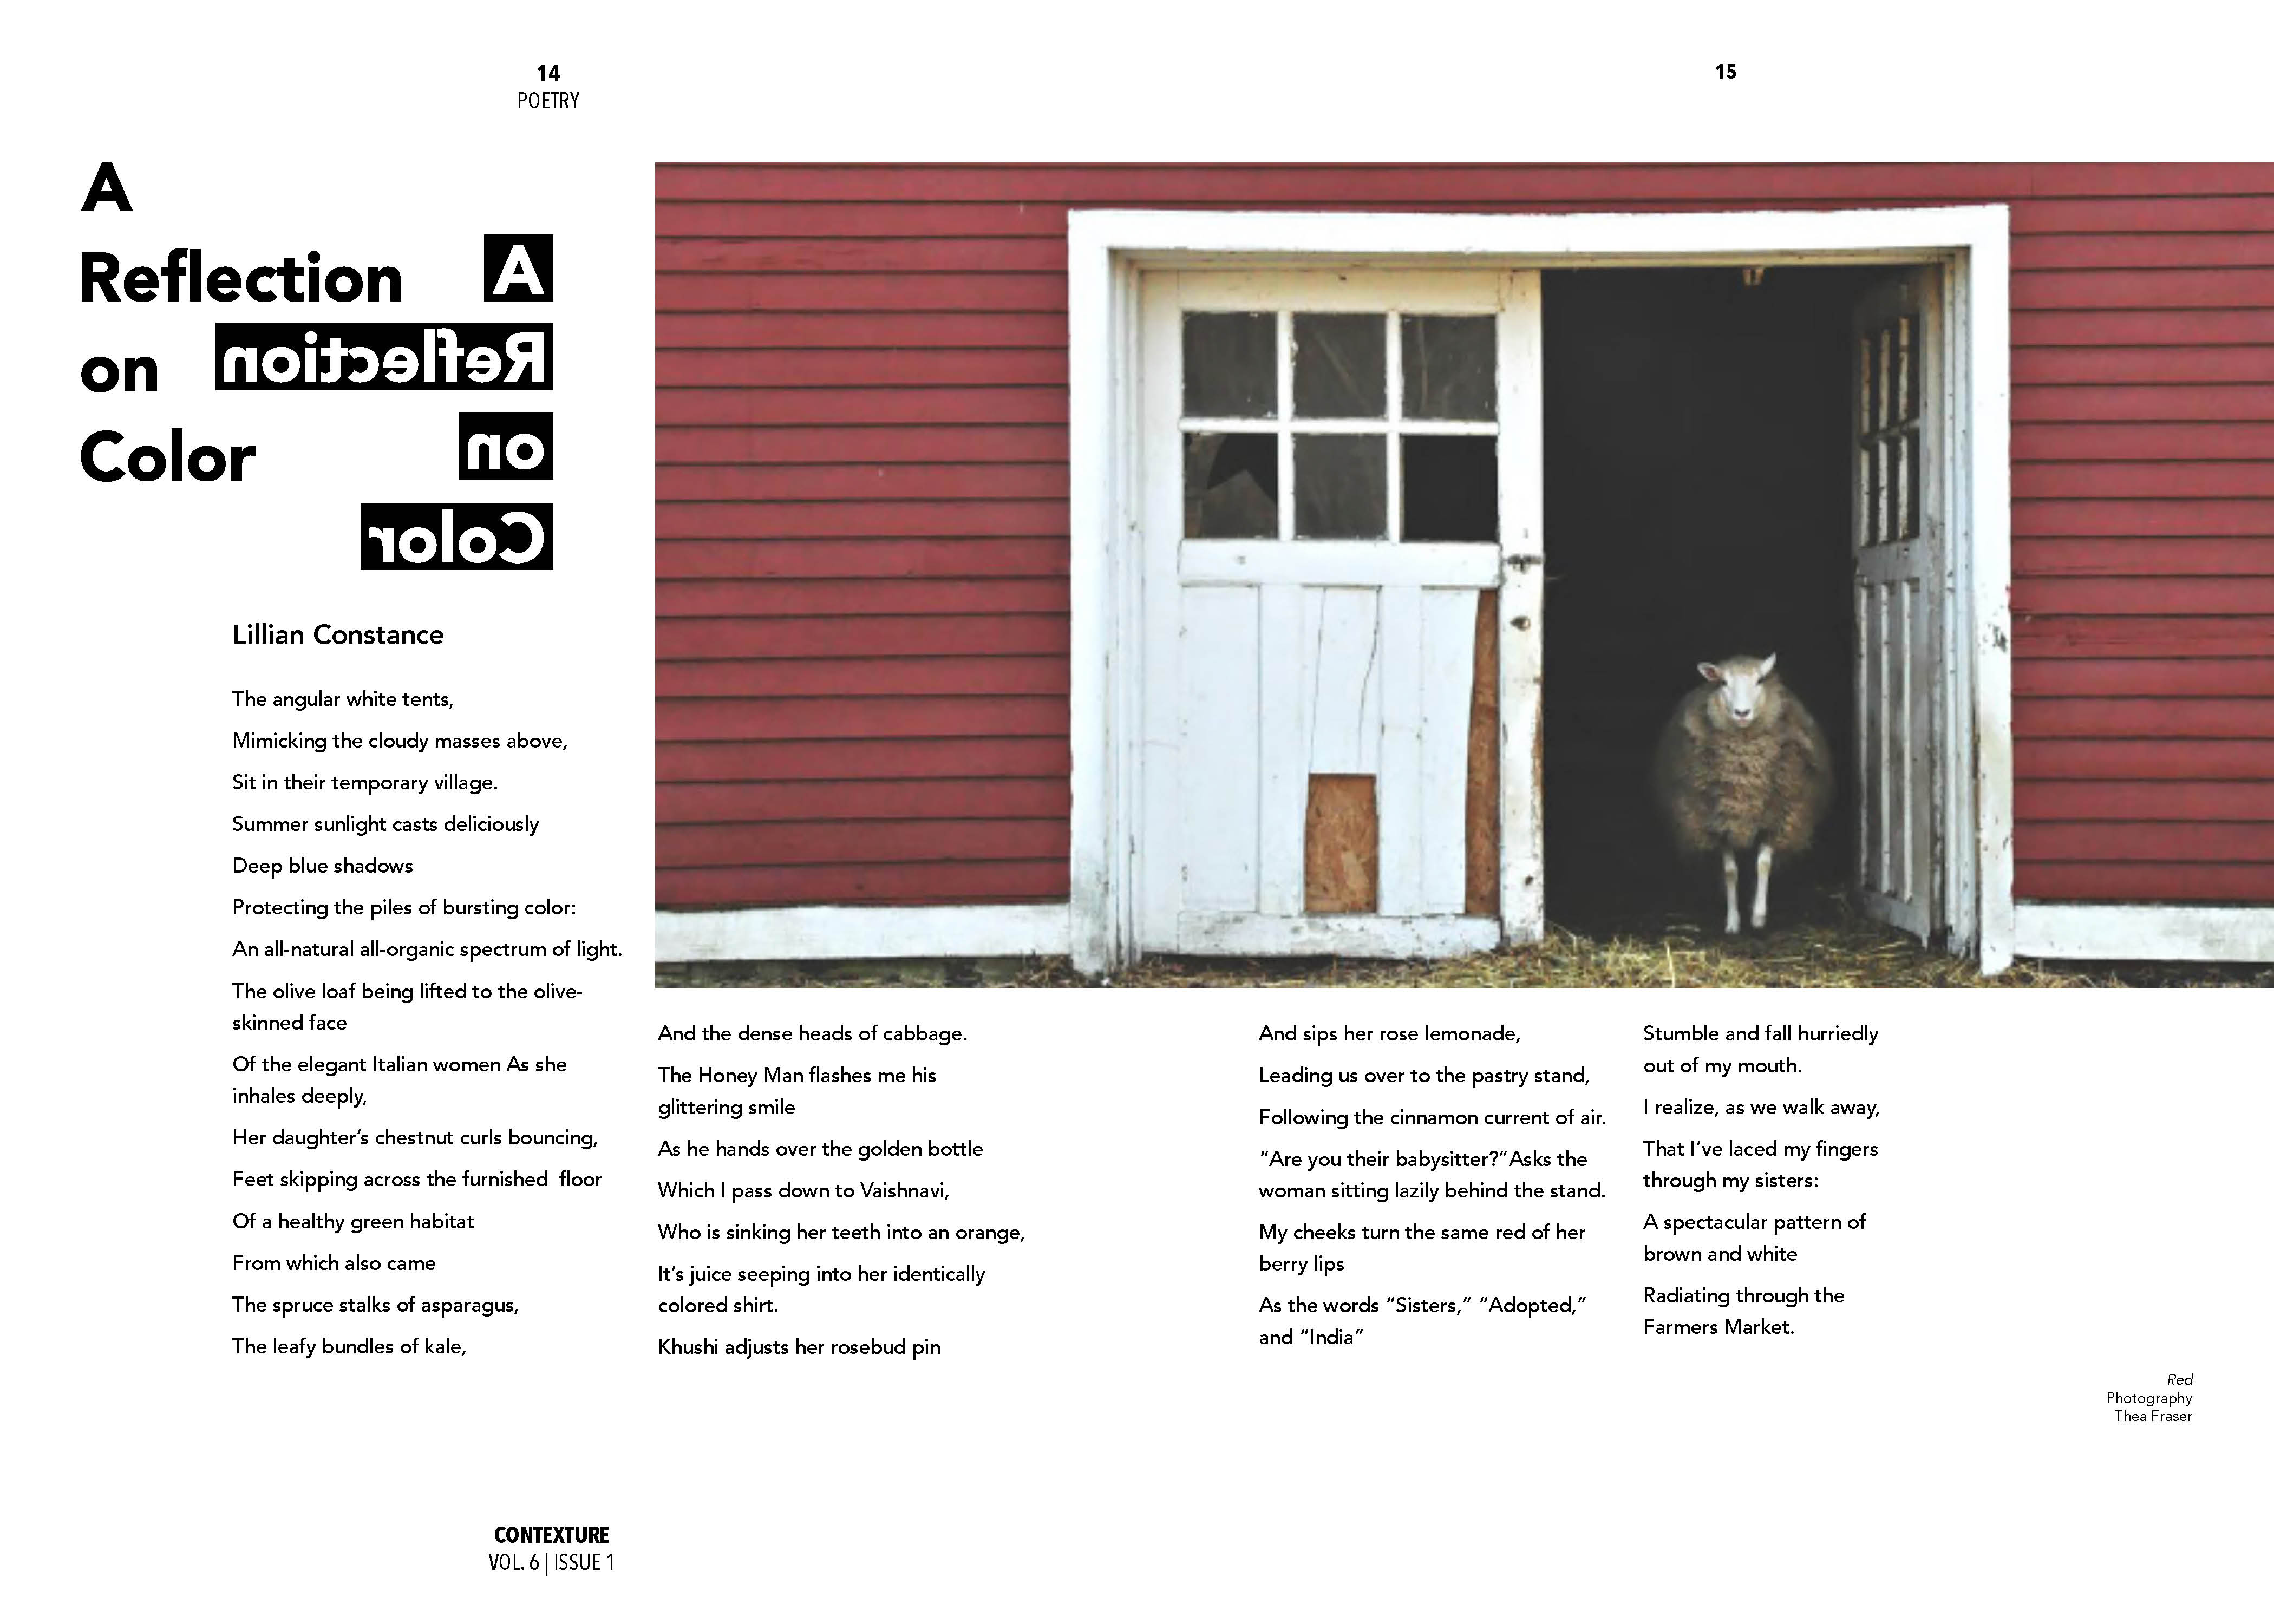 14
POETRY
15
A
Reflection
on
Color
A
Reflection
on
Color
Lillian Constance
The angular white tents,
Mimicking the cloudy masses above,
Sit in their temporary village.
Summer sunlight casts deliciously
Deep blue shadows
Protecting the piles of bursting color:
An all-natural all-organic spectrum of light.
The olive loaf being lifted to the olive-
skinned face
Of the elegant Italian women As she
inhales deeply,
Her daughter’s chestnut curls bouncing,
Feet skipping across the furnished  floor
Of a healthy green habitat
From which also came
The spruce stalks of asparagus,
The leafy bundles of kale,
And the dense heads of cabbage.
The Honey Man flashes me his
glittering smile
As he hands over the golden bottle
Which I pass down to Vaishnavi,
Who is sinking her teeth into an orange,
It’s juice seeping into her identically
colored shirt.
Khushi adjusts her rosebud pin
And sips her rose lemonade,
Leading us over to the pastry stand,
Following the cinnamon current of air.
“Are you their babysitter?”Asks the
woman sitting lazily behind the stand.
My cheeks turn the same red of her
berry lips
As the words “Sisters,” “Adopted,”
and “India”
Stumble and fall hurriedly
out of my mouth.
I realize, as we walk away,
That I’ve laced my fingers
through my sisters:
A spectacular pattern of
brown and white
Radiating through the
Farmers Market.
Red
Photography
Thea Fraser
CONTEXTURE
VOL. 6 | ISSUE 1